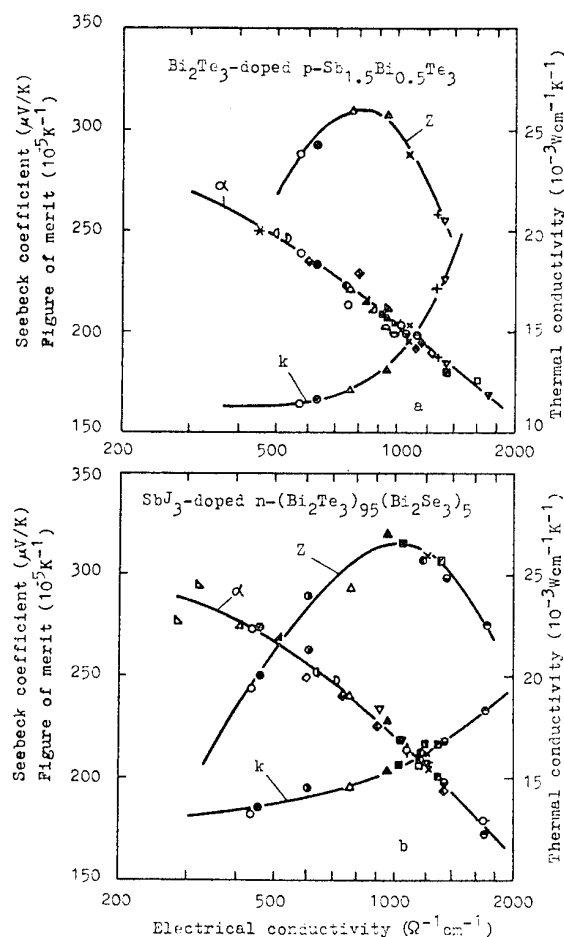 350
Bi₂Te₃-doped p-Sb₁.₅Bi₀.₅Te₃
300
250
200
150
25
20
15
10
Z
α
k
a
200
500
1000
2000
Seebeck coefficient (μV/K)
Figure of merit (10⁻⁵K⁻¹)
Thermal conductivity (10⁻³Wcm⁻¹K⁻¹)
350
SbJ₃-doped n-(Bi₂Te₃)₉₅(Bi₂Se₃)₅
300
250
200
150
25
20
15
10
Z
α
k
b
200
500
1000
2000
Seebeck coefficient (μV/K)
Figure of merit (10⁻⁵K⁻¹)
Thermal conductivity (10⁻³Wcm⁻¹K⁻¹)
Electrical conductivity (Ω⁻¹cm⁻¹)